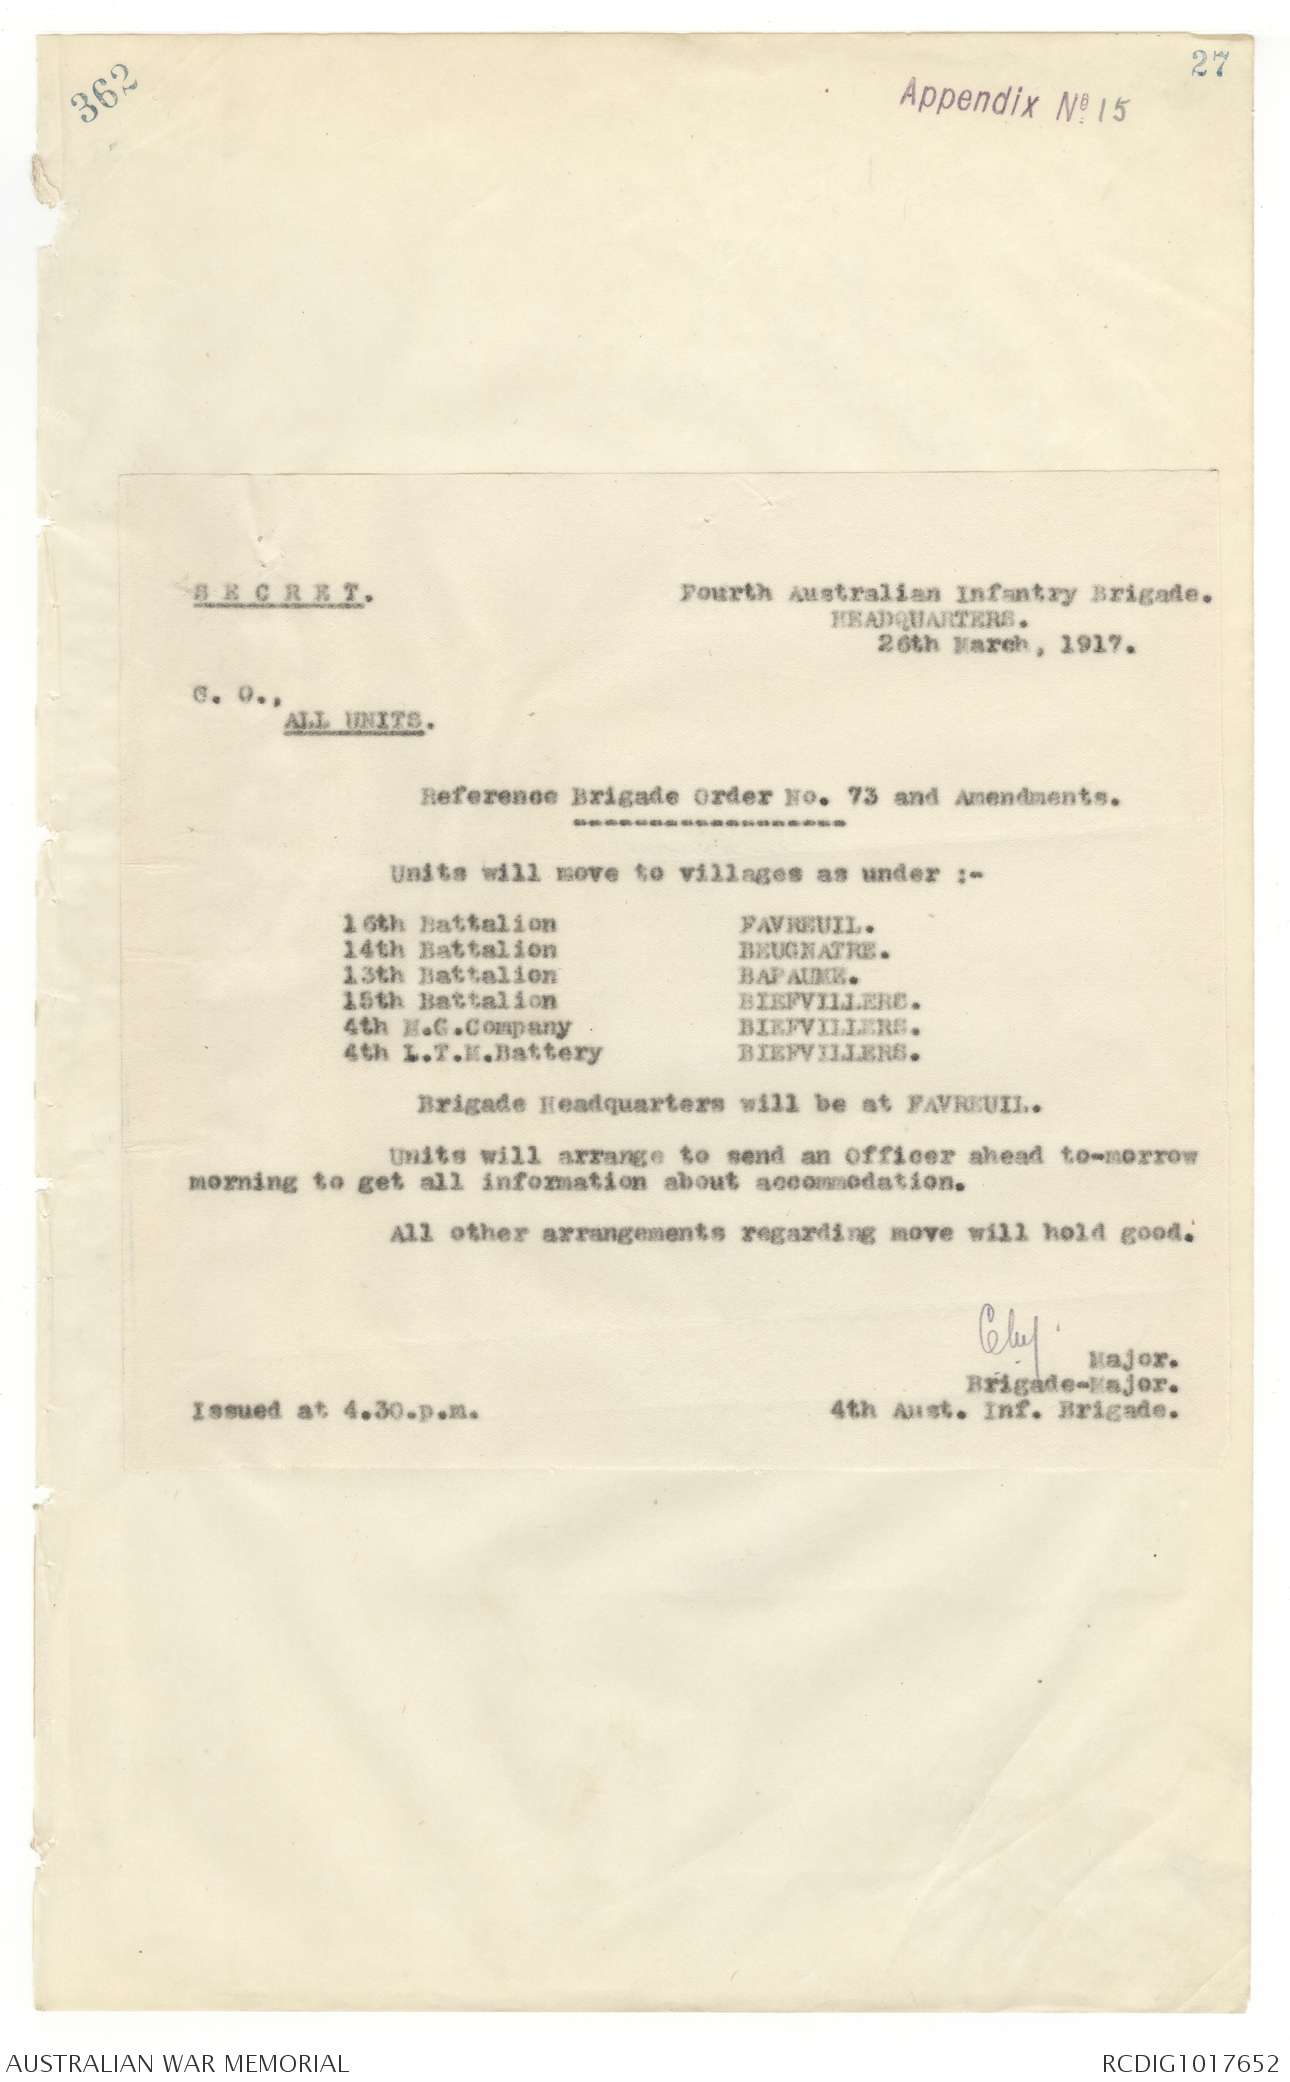 362
27
Appendix No. 15
S E C R E T.
Fourth Australian Infantry Brigade.
HEADQUARTERS.
26th March, 1917.
C. O.,
ALL UNITS.
Reference Brigade Order No. 73 and Amendments.
Units will move to villages as under :-
16th Battalion FAVREUIL.
14th Battalion BEUGNATRE.
13th Battalion BAPAUME.
15th Battalion BIEFVILLERS.
4th M.G.Company BIEFVILLERS.
4th L.T.M.Battery BIEFVILLERS.
Brigade Headquarters will be at FAVREUIL.
Units will arrange to send an Officer ahead to-morrow
morning to get all information about accommodation.
All other arrangements regarding move will hold good.
Major.
Brigade-Major.
Issued at 4.30.p.m. 4th Aust. Inf. Brigade.
AUSTRALIAN WAR MEMORIAL RCDIG1017652